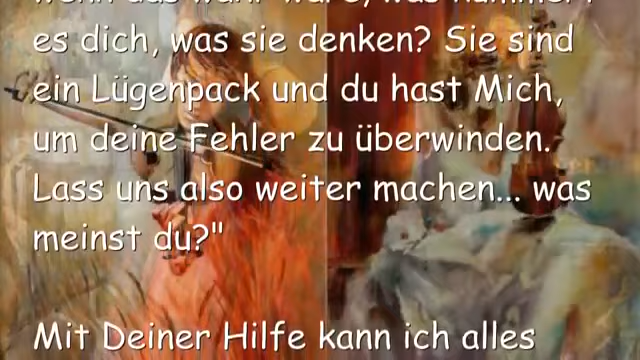 es dich, was sie denken? Sie sind
ein Lügenpack und du hast Mich,
um deine Fehler zu überwinden.
Lass uns also weiter machen... was
meinst du?"
Mit Deiner Hilfe kann ich alles